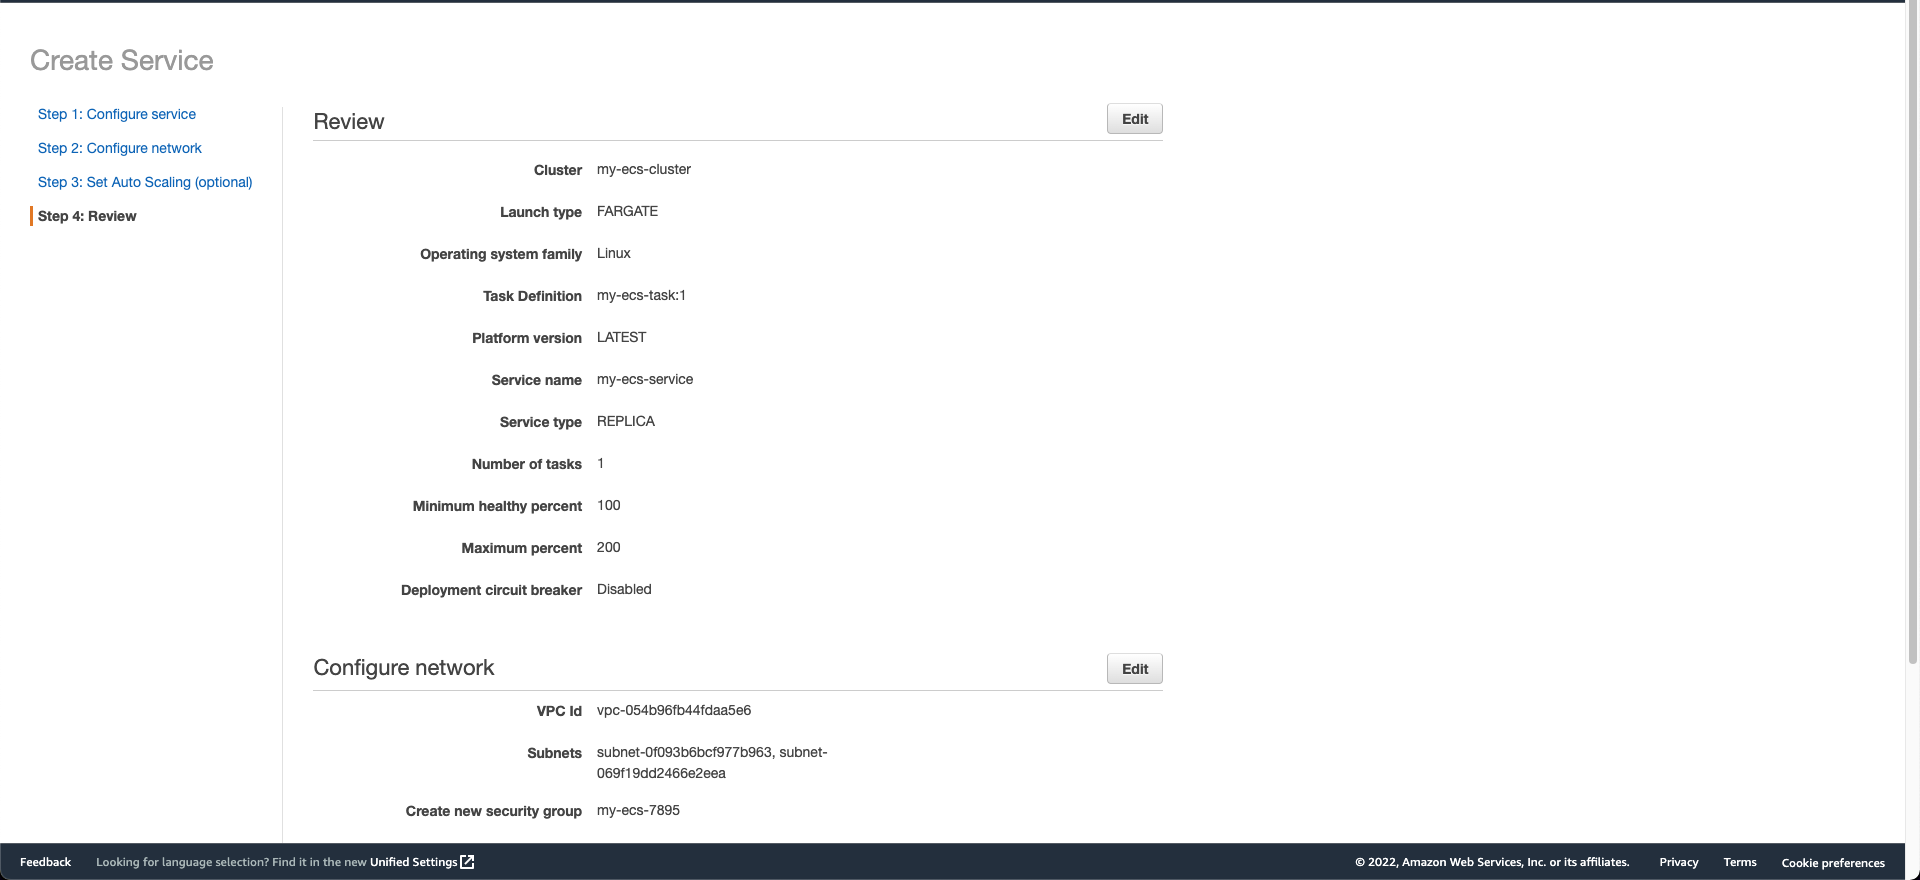 Create Service
Step 1: Configure service
Step 2: Configure network
Step 3: Set Auto Scaling (optional)
Step 4: Review
Review
Edit
Cluster my-ecs-cluster
Launch type FARGATE
Operating system family Linux
Task Definition my-ecs-task:1
Platform version LATEST
Service name my-ecs-service
Service type REPLICA
Number of tasks 1
Minimum healthy percent 100
Maximum percent 200
Deployment circuit breaker Disabled
Configure network
Edit
VPC Id vpc-054b96fb44fdaa5e6
Subnets subnet-0f093b6bcf977b963, subnet-
069f19dd2466e2eea
Create new security group my-ecs-7895
Feedback Looking for language selection? Find it in the new Unified Settings © 2022, Amazon Web Services, Inc. or its affiliates. Privacy Terms Cookie preferences